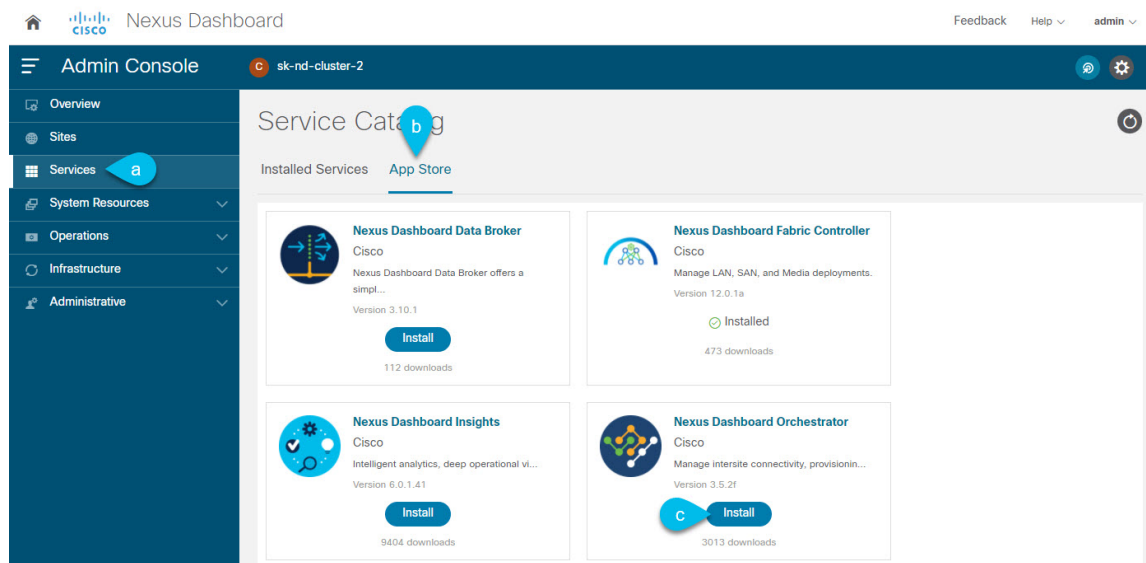 CISCO Nexus Dashboard
Feedback Help admin
Admin Console
C sk-nd-cluster-2
Overview
Sites
Services a
System Resources
Operations
Infrastructure
Administrative
Service Catalog
b
Installed Services App Store
Nexus Dashboard Data Broker
Cisco
Nexus Dashboard Data Broker offers a
simpl...
Version 3.10.1
Install
112 downloads
Nexus Dashboard Fabric Controller
Cisco
Manage LAN, SAN, and Media deployments.
Version 12.0.1a
Installed
473 downloads
Nexus Dashboard Insights
Cisco
Intelligent analytics, deep operational vi...
Version 6.0.1.41
Install
9404 downloads
Nexus Dashboard Orchestrator
Cisco
Manage intersite connectivity, provisionin...
Version 3.5.2f
c Install
3013 downloads